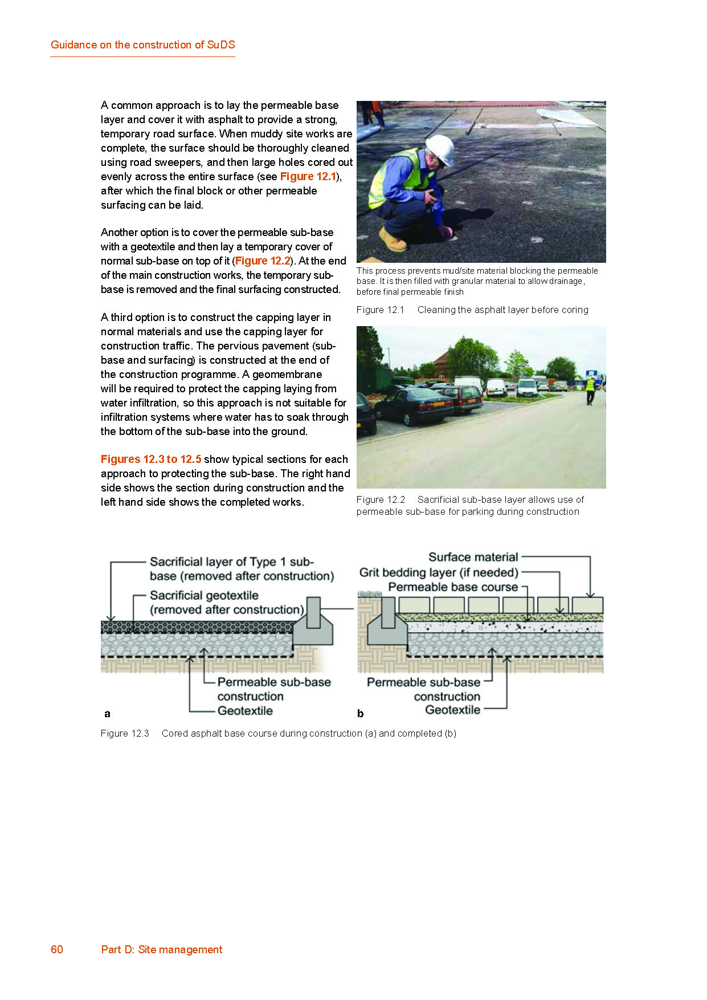 Guidance on the construction of SuDS
A common approach is to lay the permeable base
layer and cover it with asphalt to provide a strong,
temporary road surface. When muddy site works are
complete, the surface should be thoroughly cleaned
using road sweepers, and then large holes cored out
evenly across the entire surface (see Figure 12.1),
after which the final block or other permeable
surfacing can be laid.
Another option is to cover the permeable sub-base
with a geotextile and then lay a temporary cover of
normal sub-base on top of it (Figure 12.2). At the end
of the main construction works, the temporary sub-
base is removed and the final surfacing constructed.
A third option is to construct the capping layer in
normal materials and use the capping layer for
construction traffic. The pervious pavement (sub-
base and surfacing) is constructed at the end of
the construction programme. A geomembrane
will be required to protect the capping laying from
water infiltration, so this approach is not suitable for
infiltration systems where water has to soak through
the bottom of the sub-base into the ground.
Figures 12.3 to 12.5 show typical sections for each
approach to protecting the sub-base. The right hand
side shows the section during construction and the
left hand side shows the completed works.
This process prevents mud/site material blocking the permeable
base. It is then filled with granular material to allow drainage,
before final permeable finish
Figure 12.1 Cleaning the asphalt layer before coring
Figure 12.2 Sacrificial sub-base layer allows use of
permeable sub-base for parking during construction
Sacrificial layer of Type 1 sub-
base (removed after construction)
Sacrificial geotextile
(removed after construction)
Permeable sub-base
construction
Geotextile
a
Surface material
Grit bedding layer (if needed)
Permeable base course
Permeable sub-base
construction
Geotextile
b
Figure 12.3 Cored asphalt base course during construction (a) and completed (b)
60 Part D: Site management